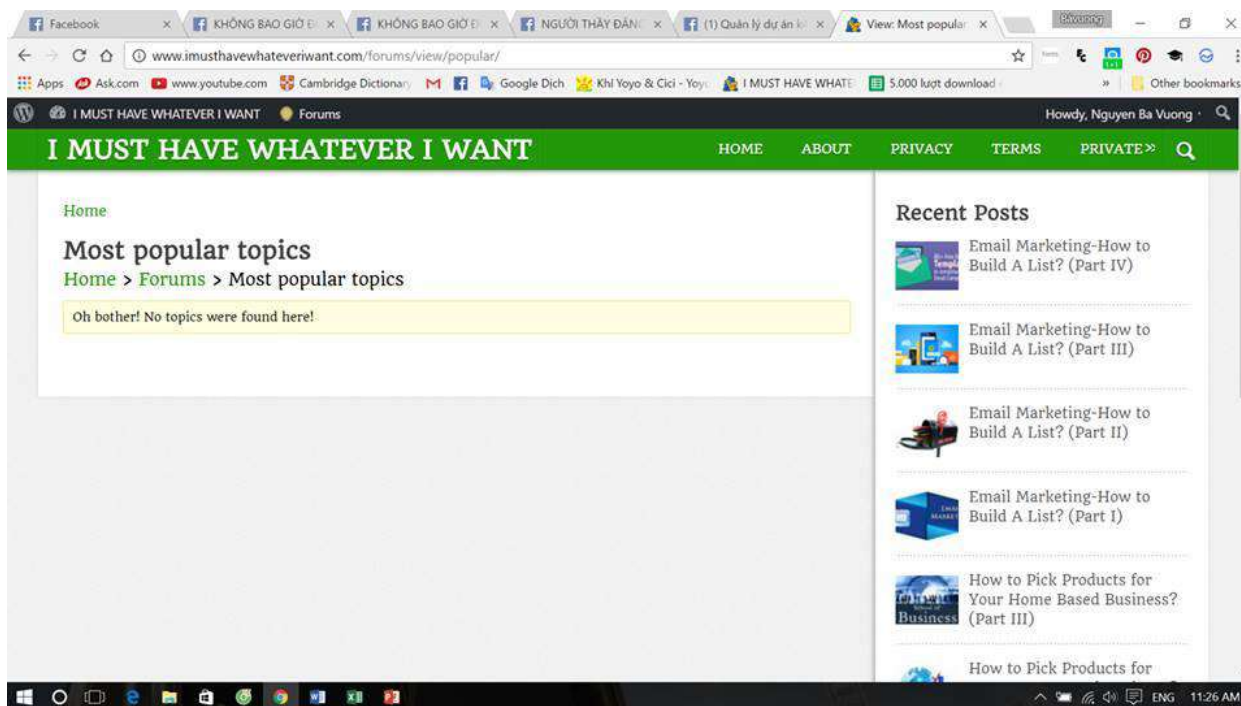 Facebook
KHÔNG BAO GIỜ Đ
KHÔNG BAO GIỜ Đ
NGƯỜI THẦY ĐÁN
(1) Quản lý dự án k
View: Most popular
Bávuong
www.imusthavewhateveriwant.com/forums/view/popular/
Apps
Ask.com
www.youtube.com
Cambridge Dictionary
Google Dịch
Khỉ Yoyo & Cici - Yoy
I MUST HAVE WHATE
5.000 lượt download
»
Other bookmarks
I MUST HAVE WHATEVER I WANT
Forums
Howdy, Nguyen Ba Vuong
I MUST HAVE WHATEVER I WANT
HOME
ABOUT
PRIVACY
TERMS
PRIVATE»
Home
Most popular topics
Home > Forums > Most popular topics
Oh bother! No topics were found here!
Recent Posts
Email Marketing-How to
Build A List? (Part IV)
Email Marketing-How to
Build A List? (Part III)
Email Marketing-How to
Build A List? (Part II)
Email Marketing-How to
Build A List? (Part I)
How to Pick Products for
Your Home Based Business?
(Part III)
Business
How to Pick Products for
ENG
11:26 AM